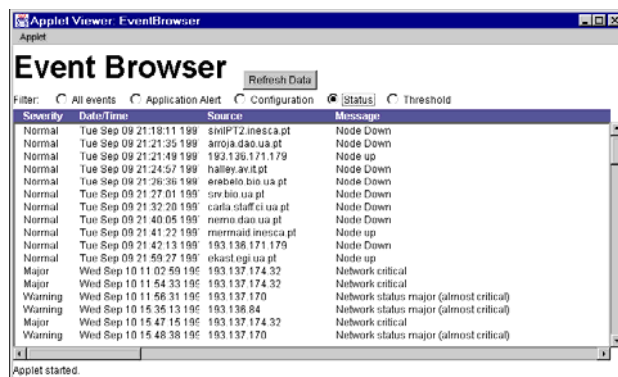 Applet Viewer: EventBrowser
Applet
Event Browser
Refresh Data
Filter: All events Application Alert Configuration Status Threshold
Severity Date/Time Source Message
Normal Tue Sep 09 21:18:11 199 Node Down
Normal Tue Sep 09 21:21:35 199 arroja.dao.ua.pt Node Down
Normal Tue Sep 09 21:21:49 199 193.136.171.179 Node up
Normal Tue Sep 09 21:24:57 199 halley.av.it.pt Node Down
Normal Tue Sep 09 21:26:36 199 erebelo.bio.ua.pt Node Down
Normal Tue Sep 09 21:27:01 199 srv.bio.ua.pt Node Down
Normal Tue Sep 09 21:32:20 199 carla.staff.ci.ua.pt Node Down
Normal Tue Sep 09 21:40:05 199 nemo.dao.ua.pt Node Down
Normal Tue Sep 09 21:41:22 199 mermaid.inesca.pt Node up
Normal Tue Sep 09 21:42:13 199 193.136.171.179 Node Down
Normal Tue Sep 09 21:59:27 199 ekast.egi.ua.pt Node up
Major Wed Sep 10 11:02:59 199 193.137.174.32 Network critical
Major Wed Sep 10 11:54:33 199 193.137.174.32 Network critical
Warning Wed Sep 10 11:56:31 199 193.137.170 Network status major (almost critical)
Warning Wed Sep 10 15:35:13 199 193.136.84 Network status major (almost critical)
Major Wed Sep 10 15:47:15 199 193.137.174.32 Network critical
Warning Wed Sep 10 15:48:38 199 193.137.170 Network status major (almost critical)
Applet started.